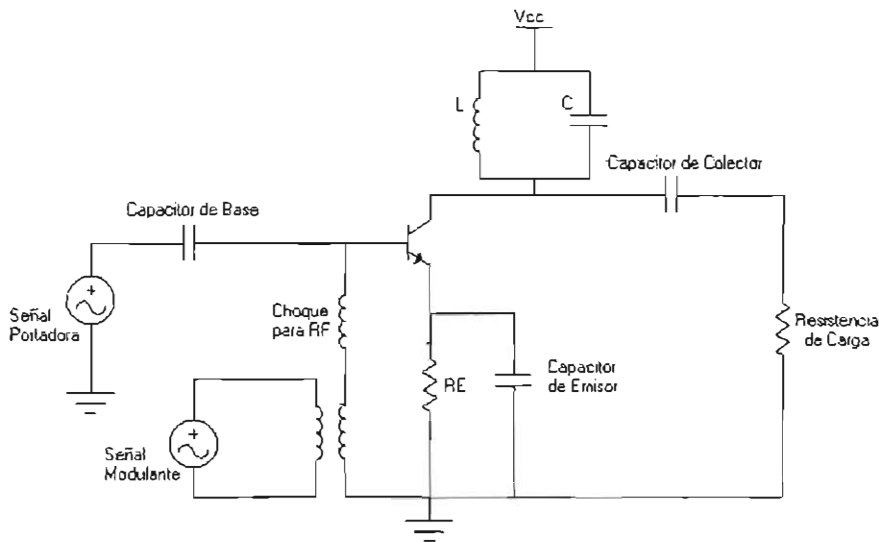 Vcc
L
C
Capacitor de Colector
Capacitor de Base
+
Señal
Portadora
Choque
para RF
Resistencia
de Carga
RE
Capacitor
de Emisor
+
Señal
Modulante